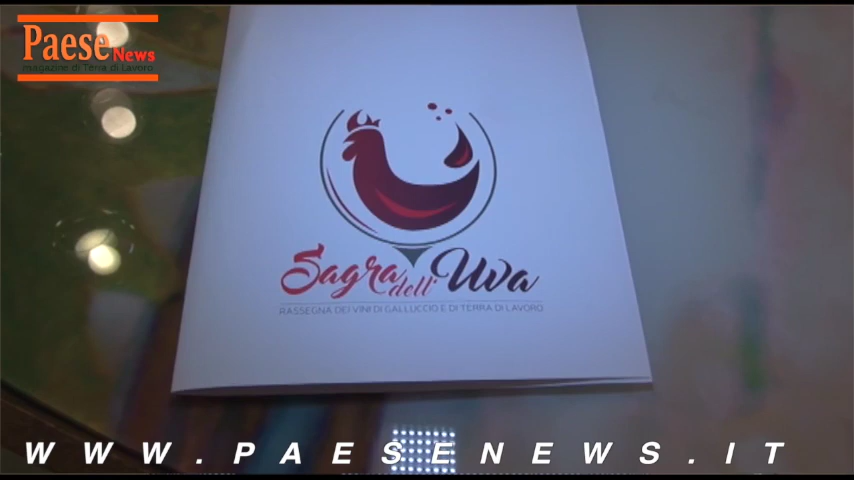 Paese News
magazine di Terra di Lavoro
Sagra dell' Uva
RASSEGNA DEI VINI DI GALLUCCIO E DI TERRA DI LAVORO
WWW.PAESENEWS.IT